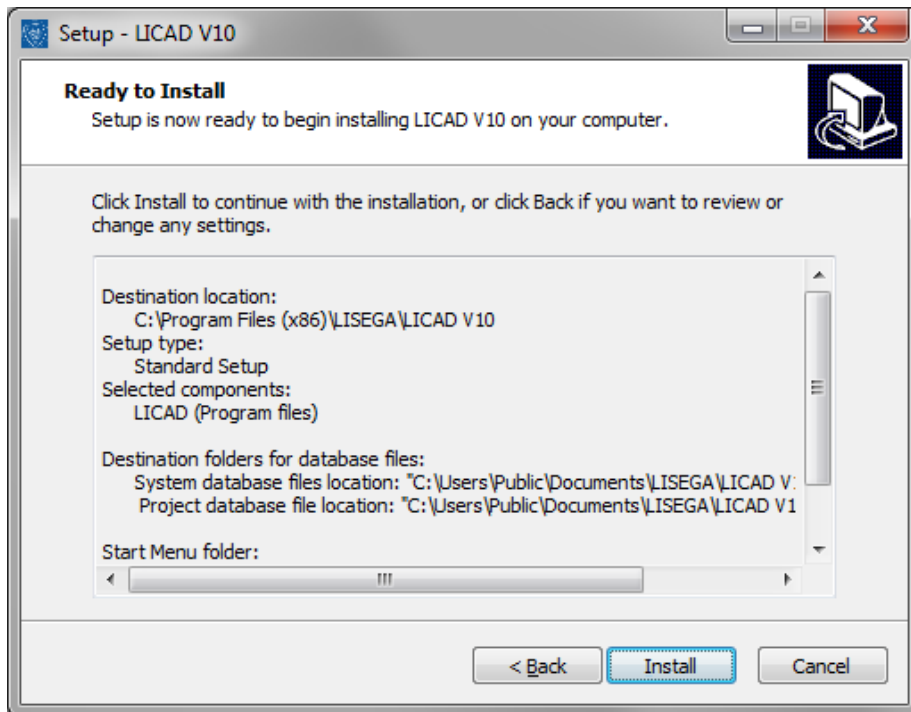 Setup - LICAD V10
Ready to Install
Setup is now ready to begin installing LICAD V10 on your computer.
Click Install to continue with the installation, or click Back if you want to review or
change any settings.
Destination location:
C:\Program Files (x86)\LISEGA\LICAD V10
Setup type:
Standard Setup
Selected components:
LICAD (Program files)
Destination folders for database files:
System database files location: "C:\Users\Public\Documents\LISEGA\LICAD V
Project database file location: "C:\Users\Public\Documents\LISEGA\LICAD V1
Start Menu folder:
< Back Install Cancel